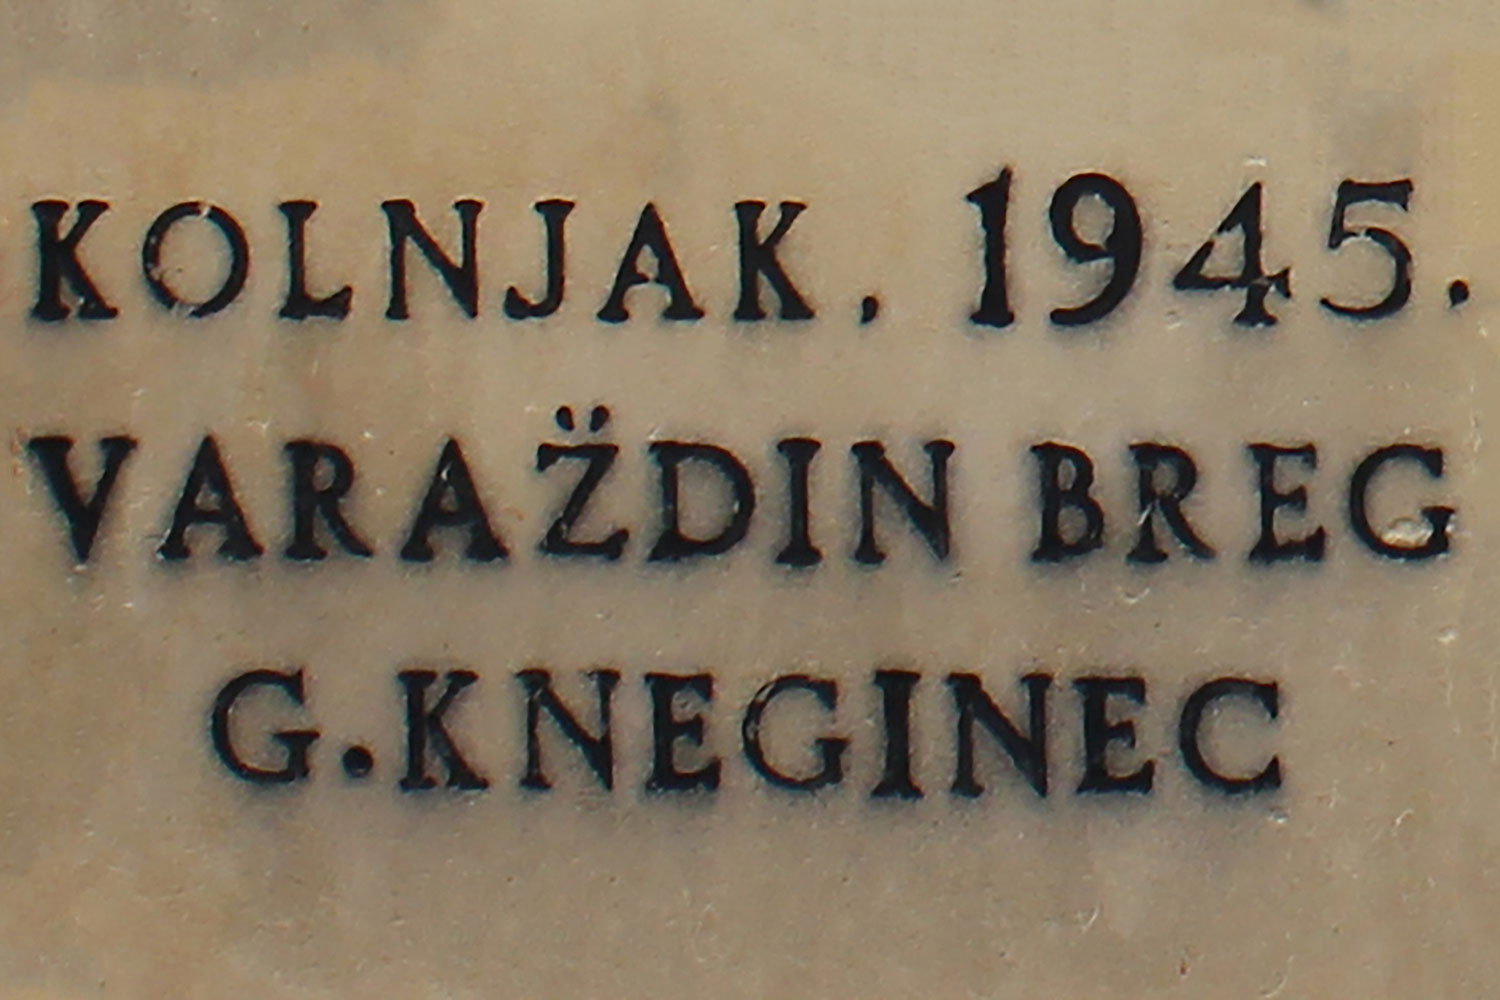 KOLNJAK, 1945.
VARAŽDIN BREG
G.KNEGINEC